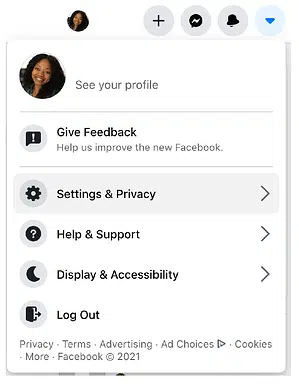 See your profile
Give Feedback
Help us improve the new Facebook.
Settings & Privacy
Help & Support
Display & Accessibility
Log Out
Privacy · Terms · Advertising · Ad Choices · Cookies
· More · Facebook © 2021